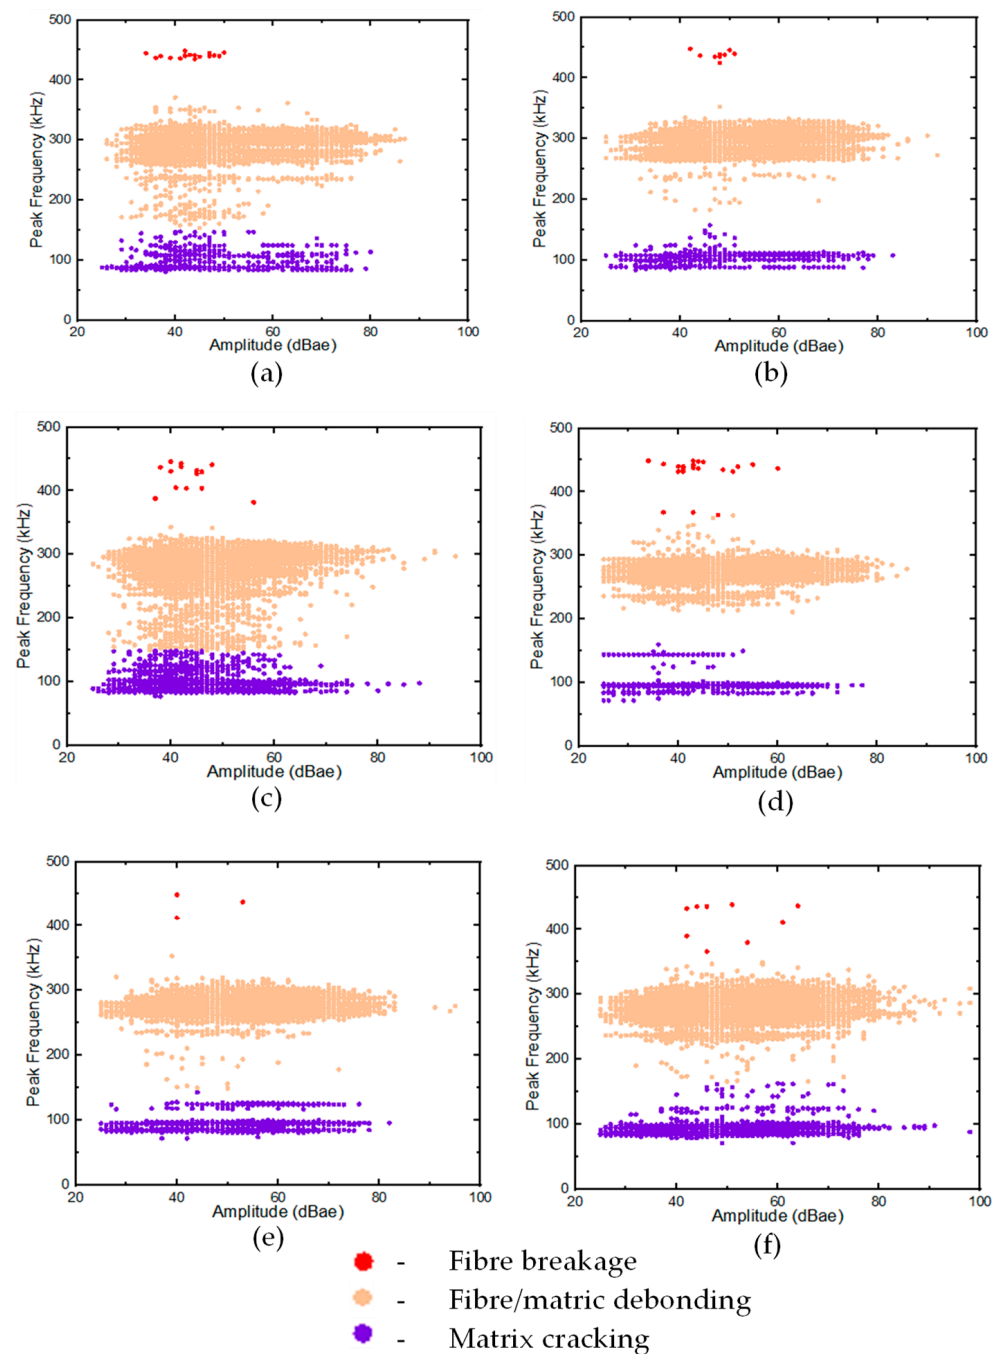 500
400
300
200
100
0
Peak Frequency (kHz)
20 40 60 80 100
Amplitude (dBae)
(a)
500
400
300
200
100
0
Peak Frequency (kHz)
20 40 60 80 100
Amplitude (dBae)
(b)
500
400
300
200
100
0
Peak Frequency (kHz)
20 40 60 80 100
Amplitude (dBae)
(c)
500
400
300
200
100
0
Peak Frequency (kHz)
20 40 60 80 100
Amplitude (dBae)
(d)
500
400
300
200
100
0
Peak Frequency (kHz)
20 40 60 80 100
Amplitude (dBae)
(e)
500
400
300
200
100
0
Peak Frequency (kHz)
20 40 60 80 100
Amplitude (dBae)
(f)
- Fibre breakage
- Fibre/matric debonding
- Matrix cracking